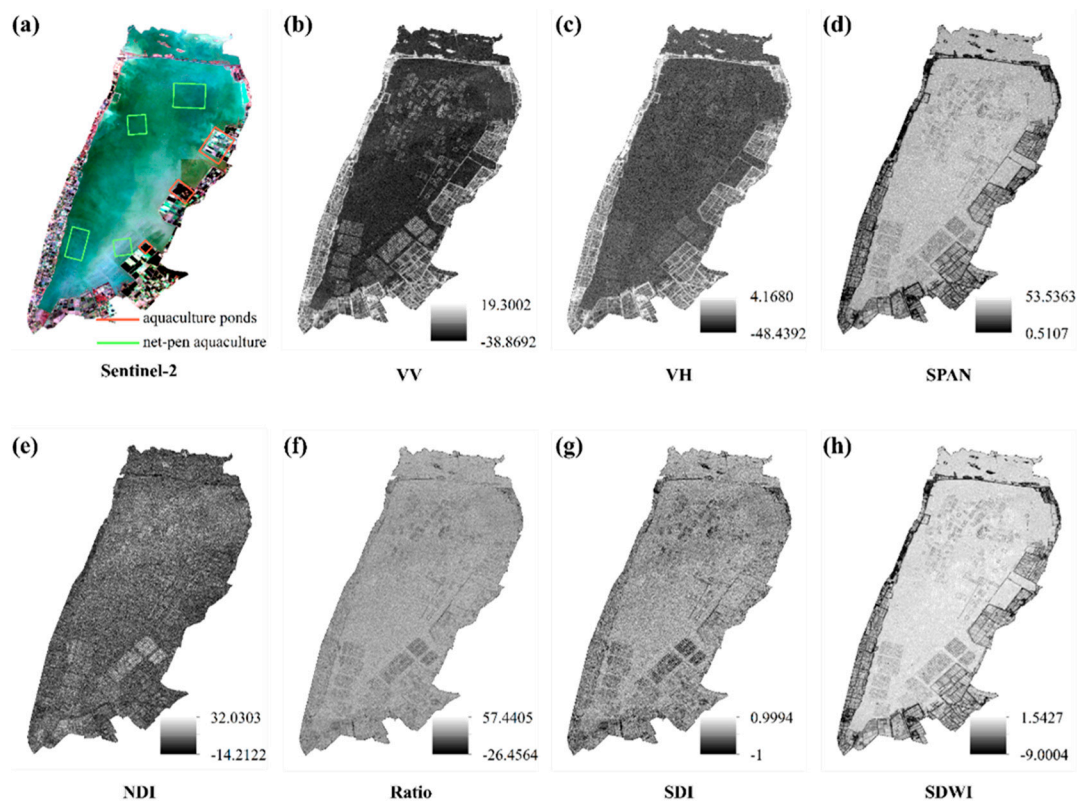 (a)
(b)
(c)
(d)
aquaculture ponds
net-pen aquaculture
19.3002
-38.8692
4.1680
-48.4392
53.5363
0.5107
Sentinel-2
VV
VH
SPAN
(e)
(f)
(g)
(h)
32.0303
-14.2122
57.4405
-26.4564
0.9994
-1
1.5427
-9.0004
NDI
Ratio
SDI
SDWI